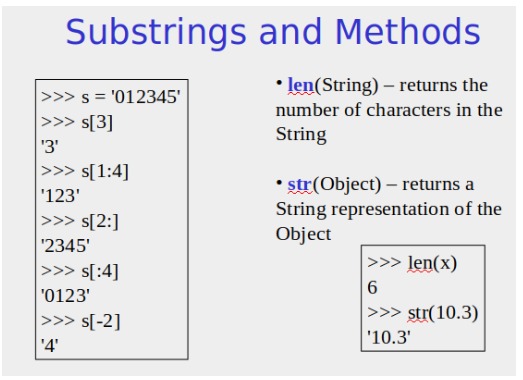 Substrings and Methods
>>> s = '012345'
>>> s[3]
'3'
>>> s[1:4]
'123'
>>> s[2:]
'2345'
>>> s[:4]
'0123'
>>> s[-2]
'4'
• len(String) – returns the
number of characters in the
String
• str(Object) – returns a
String representation of the
Object
>>> len(x)
6
>>> str(10.3)
'10.3'